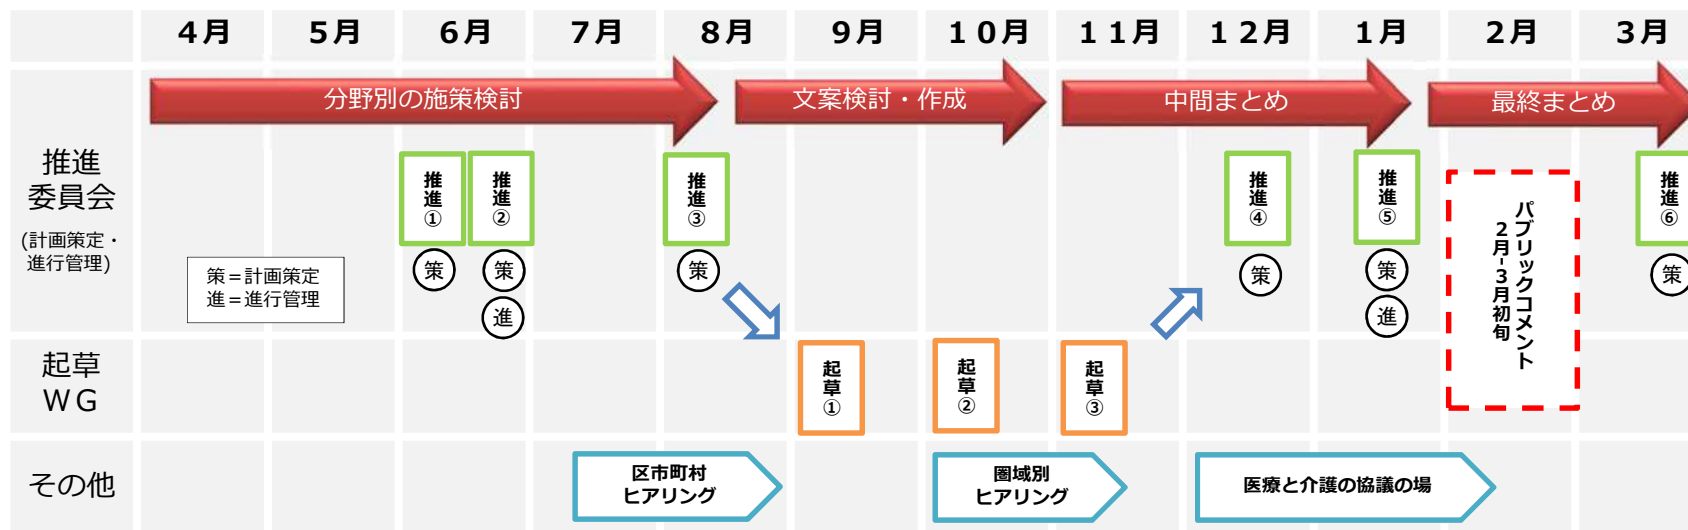 ４月 ５月 ６月 ７月 ８月 ９月 １０月 １１月 １２月 １月 ２月 ３月
分野別の施策検討
文案検討・作成
中間まとめ
最終まとめ
推進
委員会
(計画策定・
進行管理)
策＝計画策定
進＝進行管理
推進①
策
推進②
策
進
推進③
策
推進④
策
推進⑤
策
進
パブリックコメント
２月-３月初旬
推進⑥
策
起草
ＷＧ
起草①
起草②
起草③
その他
区市町村
ヒアリング
圏域別
ヒアリング
医療と介護の協議の場